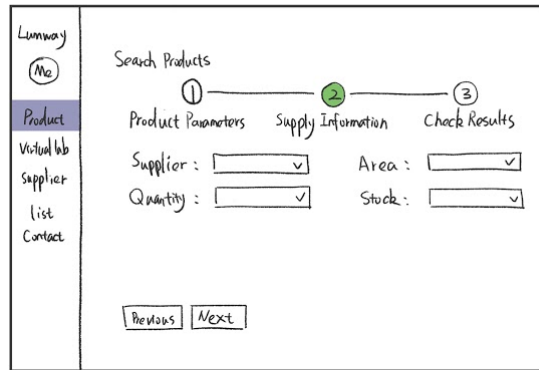 Lumway
Me
Product
Virtual lab
Supplier
list
Contact
Search Products
1 2 3
Product Parameters Supply Information Check Results
Supplier : Area :
Quantity : Stock :
Previous Next